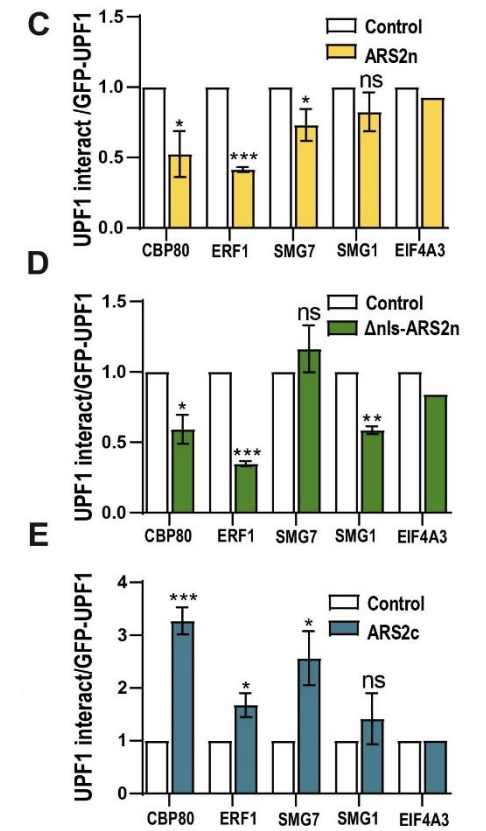 C
UPF1 interact /GFP-UPF1
1.5
1.0
0.5
0.0
Control
ARS2n
*
***
*
ns
CBP80 ERF1 SMG7 SMG1 EIF4A3
D
UPF1 interact/GFP-UPF1
1.5
1.0
0.5
0.0
Control
Δnls-ARS2n
*
***
ns
**
CBP80 ERF1 SMG7 SMG1 EIF4A3
E
UPF1 interact/GFP-UPF1
4
3
2
1
0
Control
ARS2c
***
*
*
ns
CBP80 ERF1 SMG7 SMG1 EIF4A3